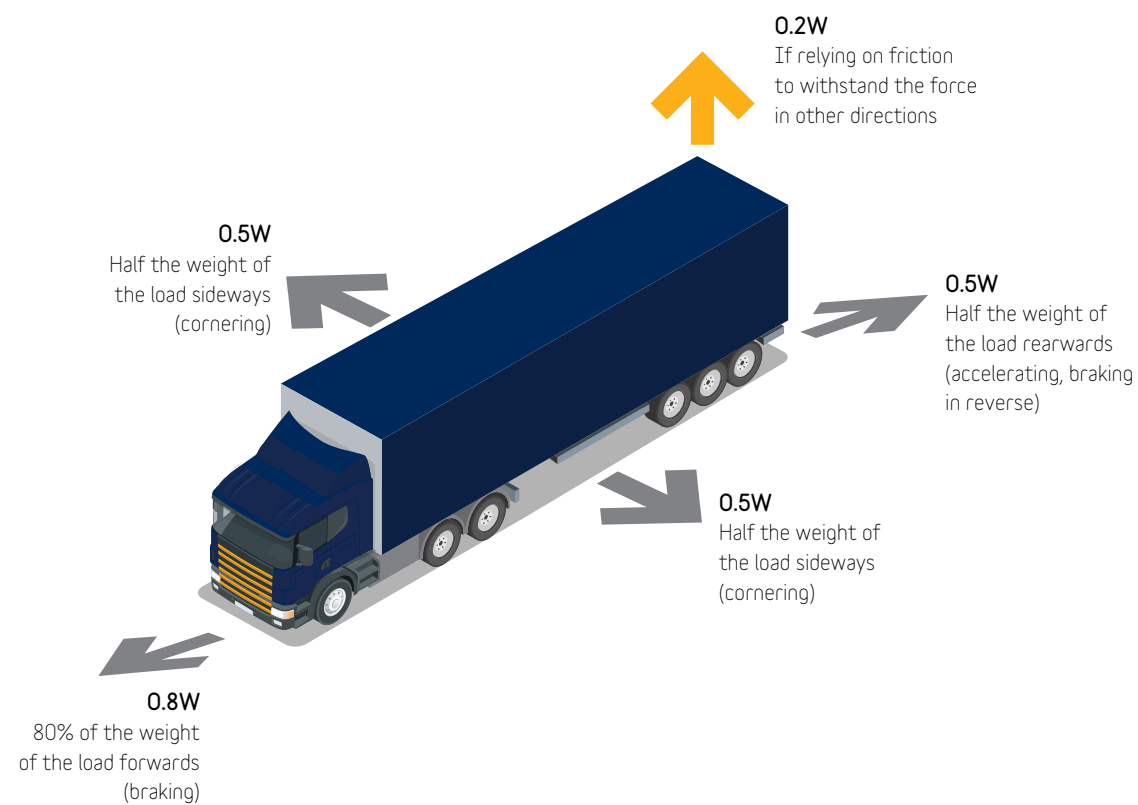 0.2W
If relying on friction
to withstand the force
in other directions
0.5W
Half the weight of
the load sideways
(cornering)
0.5W
Half the weight of
the load rearwards
(accelerating, braking
in reverse)
0.5W
Half the weight of
the load sideways
(cornering)
0.8W
80% of the weight
of the load forwards
(braking)